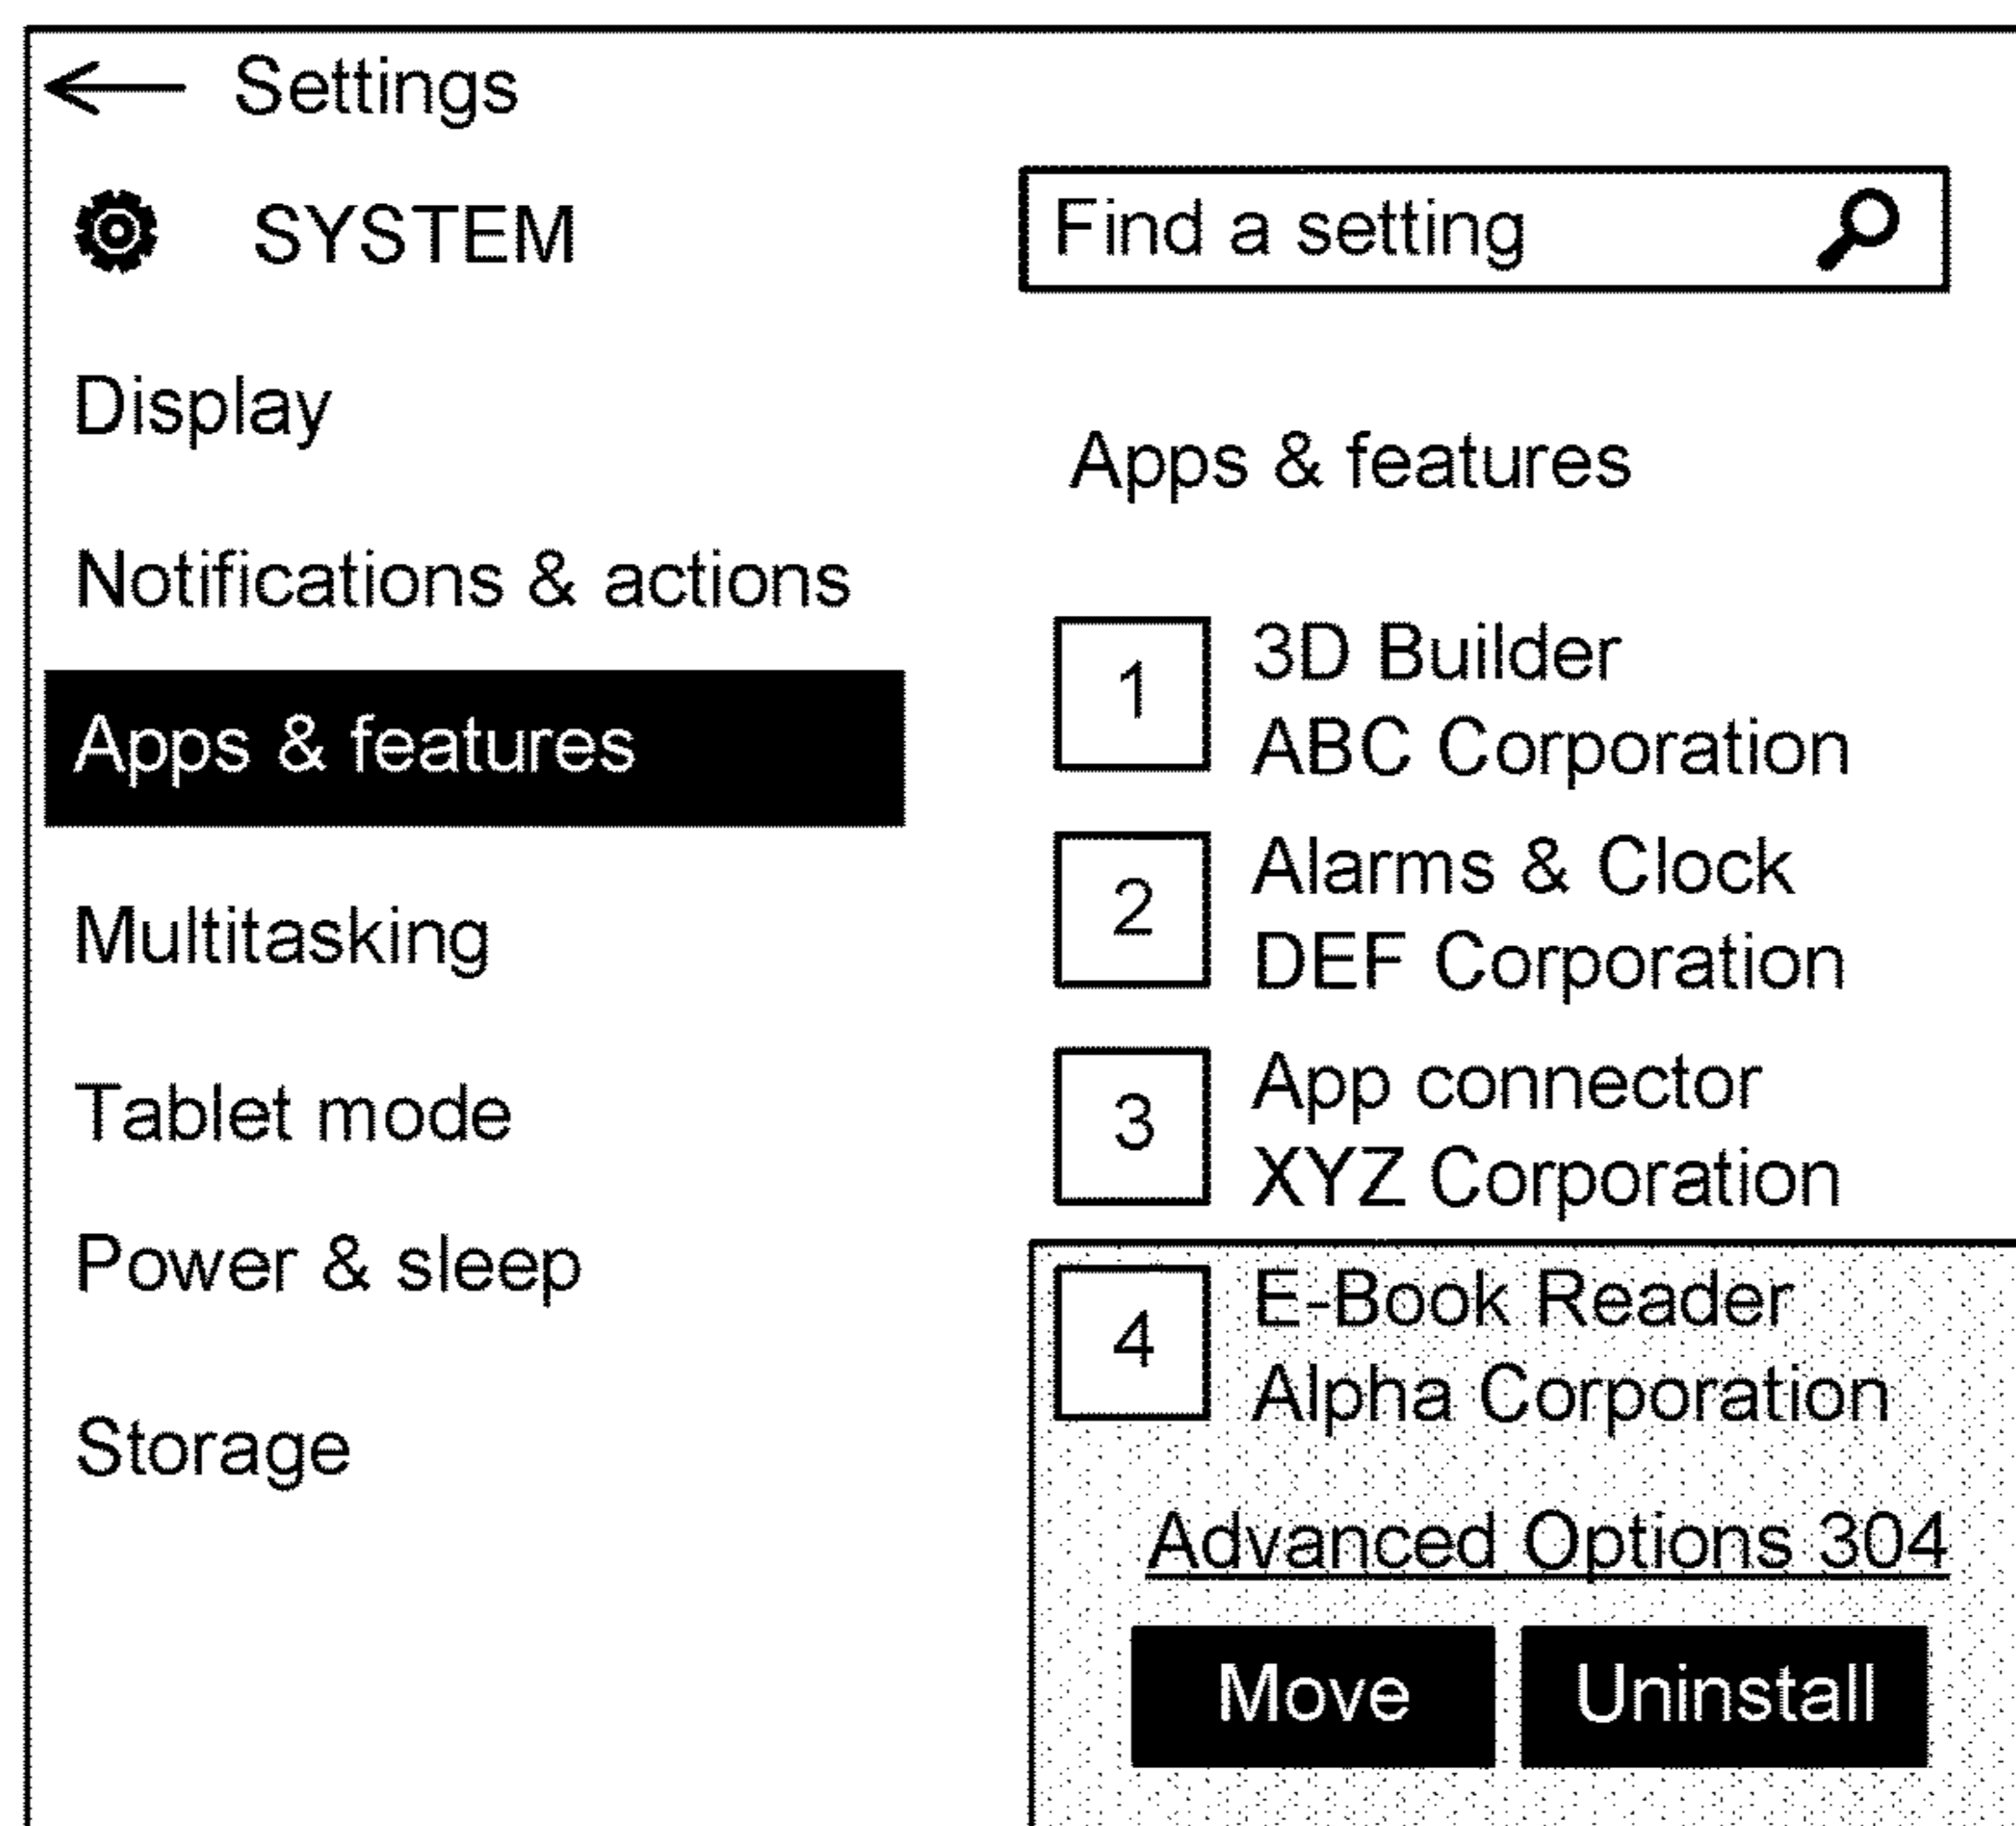 Settings
SYSTEM
Find a setting
Display
Notifications & actions
Apps & features
Multitasking
Tablet mode
Power & sleep
Storage
Apps & features
1
3D Builder
ABC Corporation
2
Alarms & Clock
DEF Corporation
3
App connector
XYZ Corporation
4
E-Book Reader
Alpha Corporation
Advanced Options 304
Move
Uninstall